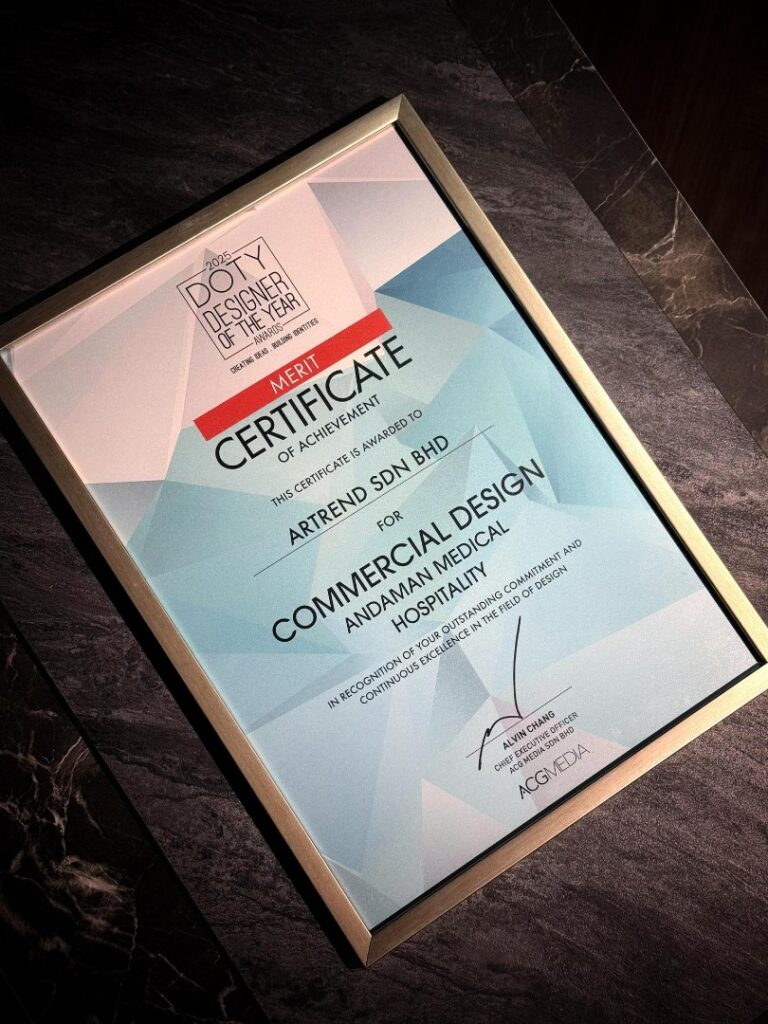 2025
DOTY
DESIGNER
OF THE YEAR
AWARDS
CREATING IDEAS . BUILDING IDENTITIES
MERIT
CERTIFICATE
OF ACHIEVEMENT
THIS CERTIFICATE IS AWARDED TO
ARTREND SDN BHD
FOR
COMMERCIAL DESIGN
ANDAMAN MEDICAL
HOSPITALITY
IN RECOGNITION OF YOUR OUTSTANDING COMMITMENT AND
CONTINUOUS EXCELLENCE IN THE FIELD OF DESIGN
ALVIN CHANG
CHIEF EXECUTIVE OFFICER
ACG MEDIA SDN BHD
ACGMEDIA